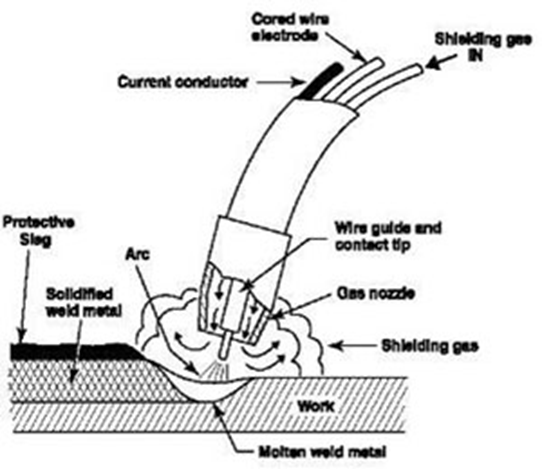 Cored wire
electrode
Shielding gas
IN
Current conductor
Protective
Slag
Wire guide and
contact tip
Arc
Gas nozzle
Solidified
weld metal
Shielding gas
Work
Molten weld metal